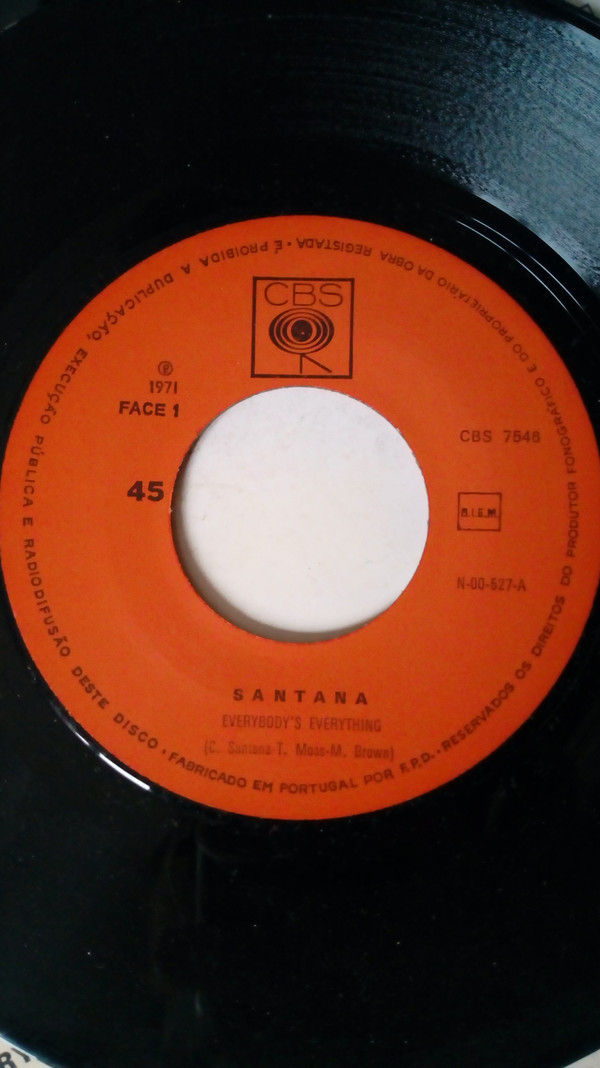 CBS
℗
1971
FACE 1
45
CBS 7548
B.I.E.M.
N-00-527-A
SANTANA
EVERYBODY'S EVERYTHING
(C. Santana-T. Moss-M. Brown)
FABRICADO EM PORTUGAL POR F.P.D. · RESERVADOS OS DIREITOS DO PRODUTOR FONOGRÁFICO E DO PROPRIETÁRIO DA OBRA REGISTADA · É PROIBIDA A DUPLICAÇÃO, EXECUÇÃO PÚBLICA E RADIODIFUSÃO DESTE DISCO ·